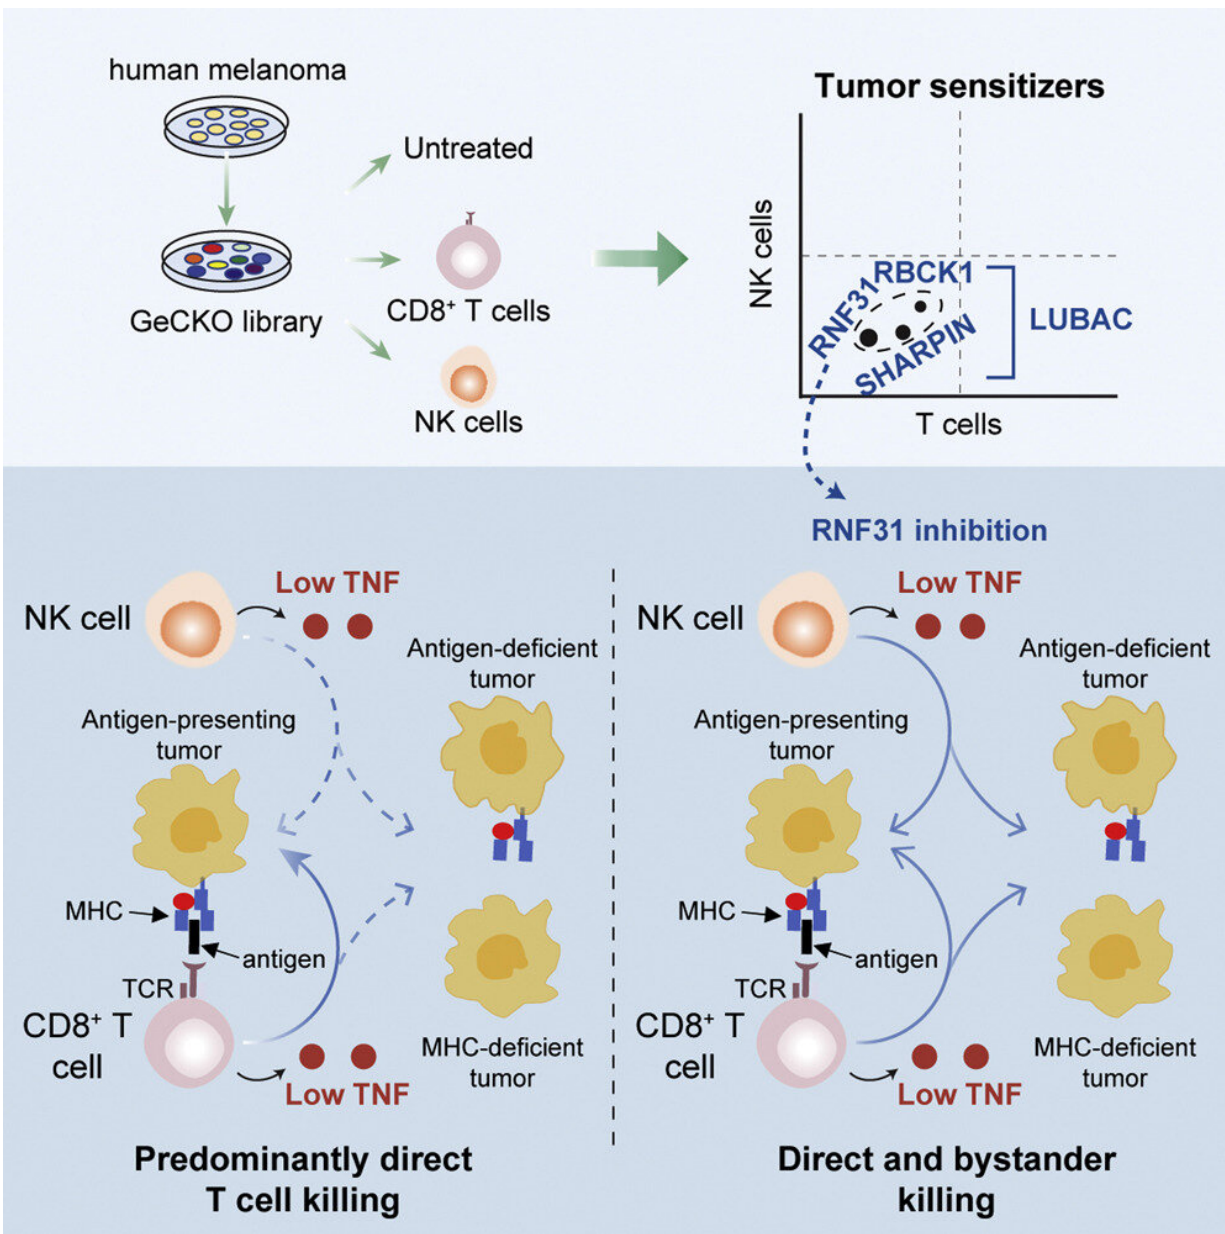 human melanoma
Untreated
GeCKO library
CD8⁺ T cells
NK cells
Tumor sensitizers
NK cells
RBCK1
RNF31
SHARPIN
LUBAC
T cells
RNF31 inhibition
NK cell
Low TNF
Antigen-deficient
tumor
Antigen-presenting
tumor
MHC
antigen
TCR
CD8⁺ T
cell
MHC-deficient
tumor
Low TNF
Predominantly direct
T cell killing
NK cell
Low TNF
Antigen-deficient
tumor
Antigen-presenting
tumor
MHC
antigen
TCR
CD8⁺ T
cell
MHC-deficient
tumor
Low TNF
Direct and bystander
killing